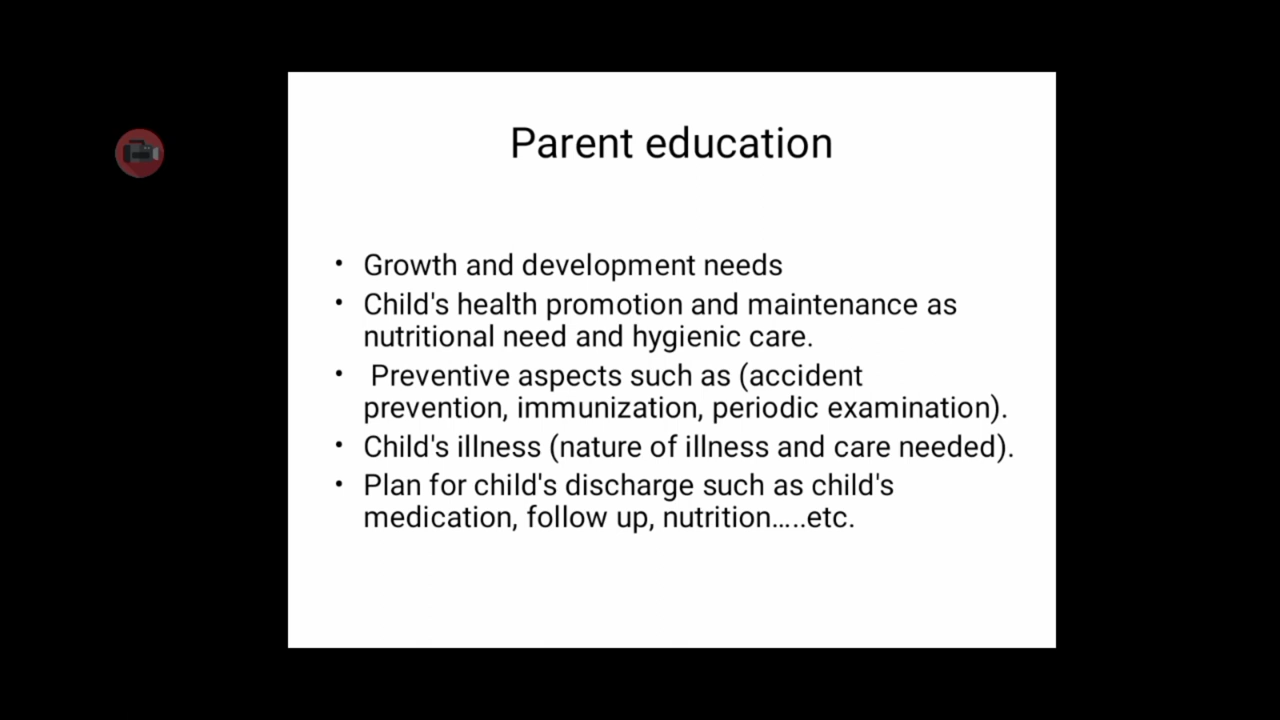 Parent education
• Growth and development needs
• Child's health promotion and maintenance as
nutritional need and hygienic care.
• Preventive aspects such as (accident
prevention, immunization, periodic examination).
• Child's illness (nature of illness and care needed).
• Plan for child's discharge such as child's
medication, follow up, nutrition…..etc.